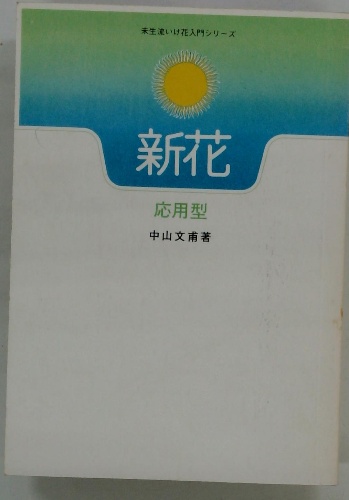 未生流いけ花入門シリーズ
新花
応用型
中山文甫著